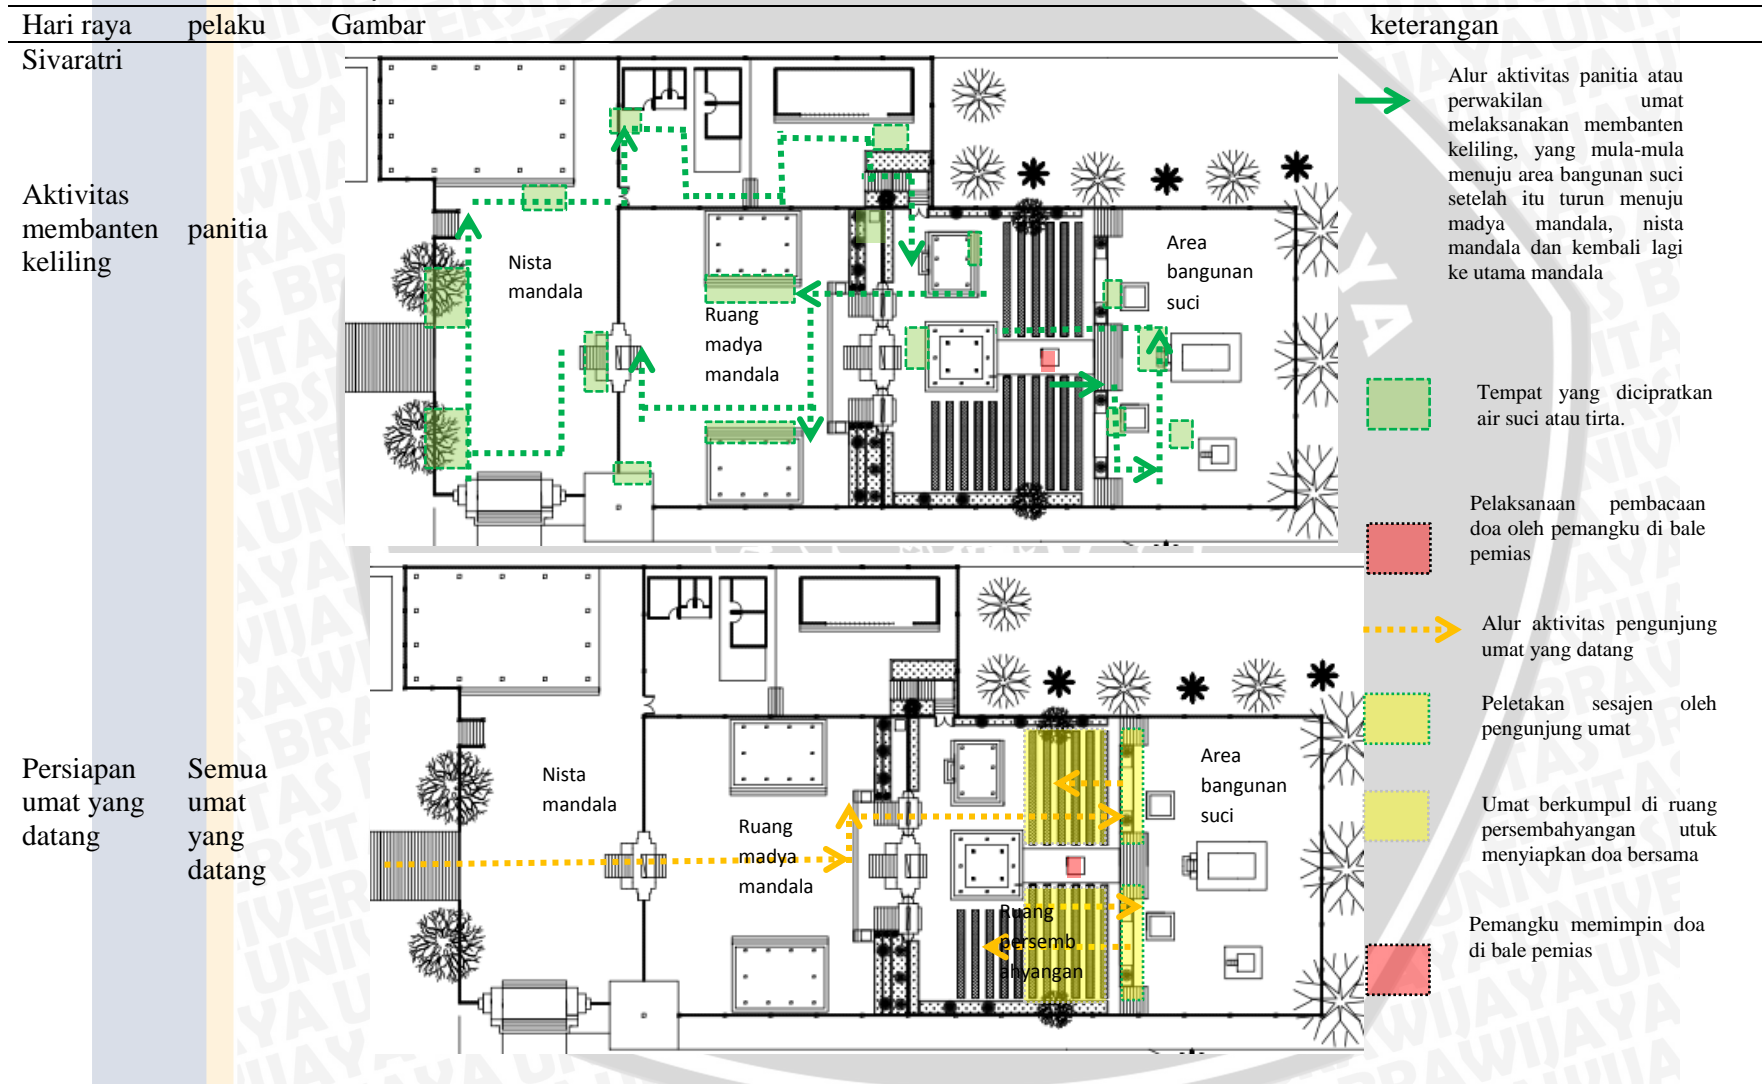 Hari raya pelaku Gambar keterangan
Sivaratri
Aktivitas
membanten panitia
keliling
Nista
mandala
Ruang
madya
mandala
Area
bangunan
suci
Alur aktivitas panitia atau
perwakilan umat
melaksanakan membanten
keliling, yang mula-mula
menuju area bangunan suci
setelah itu turun menuju
madya mandala, nista
mandala dan kembali lagi
ke utama mandala
Tempat yang dicipratkan
air suci atau tirta.
Pelaksanaan pembacaan
doa oleh pemangku di bale
pemias
Persiapan Semua
umat yang umat
datang yang
datang
Nista
mandala
Ruang
madya
mandala
Ruang
persemb
ahyangan
Area
bangunan
suci
Alur aktivitas pengunjung
umat yang datang
Peletakan sesajen oleh
pengunjung umat
Umat berkumpul di ruang
persembahyangan utuk
menyiapkan doa bersama
Pemangku memimpin doa
di bale pemias